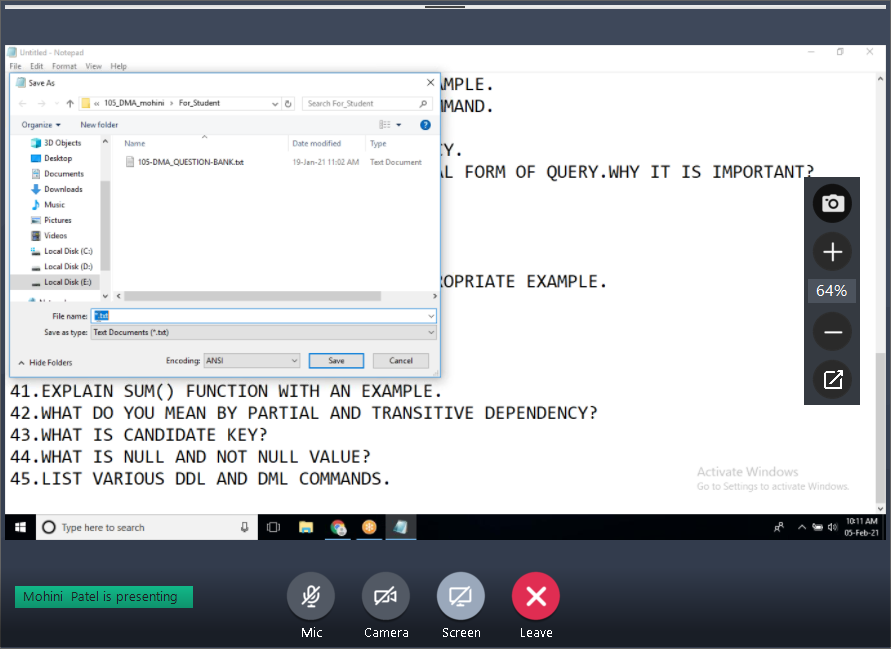 Untitled - Notepad
File Edit Format View Help
Save As
« 105_DMA_mohini › For_Student
Search For_Student
Organize New folder
3D Objects
Desktop
Documents
Downloads
Music
Pictures
Videos
Local Disk (C:)
Local Disk (D:)
Local Disk (E:)
Name Date modified Type
105-DMA_QUESTION-BANK.txt 19-Jan-21 11:02 AM Text Document
File name: *.txt
Save as type: Text Documents (*.txt)
Hide Folders
Encoding: ANSI
Save
Cancel
MPLE.
MAND.
Y.
L FORM OF QUERY.WHY IT IS IMPORTANT?
OPRIATE EXAMPLE.
41.EXPLAIN SUM() FUNCTION WITH AN EXAMPLE.
42.WHAT DO YOU MEAN BY PARTIAL AND TRANSITIVE DEPENDENCY?
43.WHAT IS CANDIDATE KEY?
44.WHAT IS NULL AND NOT NULL VALUE?
45.LIST VARIOUS DDL AND DML COMMANDS.
64%
Activate Windows
Go to Settings to activate Windows.
Type here to search
10:11 AM
05-Feb-21
Mohini Patel is presenting
Mic
Camera
Screen
Leave